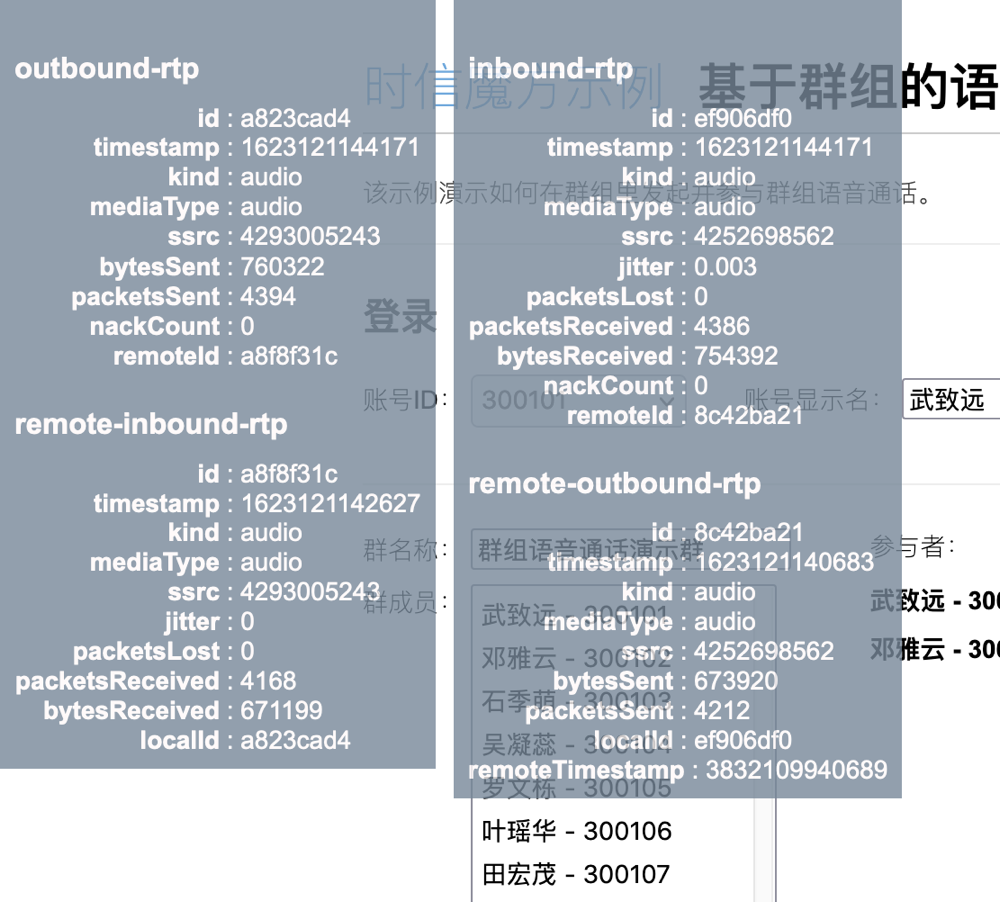 outbound-rtp
id : a823cad4
timestamp : 1623121144171
kind : audio
mediaType : audio
ssrc : 4293005243
bytesSent : 760322
packetsSent : 4394
nackCount : 0
remoteId : a8f8f31c
remote-inbound-rtp
id : a8f8f31c
timestamp : 1623121142627
kind : audio
mediaType : audio
ssrc : 4293005243
jitter : 0
packetsLost : 0
packetsReceived : 4168
bytesReceived : 671199
localId : a823cad4
inbound-rtp
id : ef906df0
timestamp : 1623121144171
kind : audio
mediaType : audio
ssrc : 4252698562
jitter : 0.003
packetsLost : 0
packetsReceived : 4386
bytesReceived : 754392
nackCount : 0
remoteId : 8c42ba21
remote-outbound-rtp
id : 8c42ba21
timestamp : 1623121140683
kind : audio
mediaType : audio
ssrc : 4252698562
bytesSent : 673920
packetsSent : 4212
localId : ef906df0
remoteTimestamp : 3832109940689
时信魔方示例 基于群组的语
该示例演示如何在群组里发起并参与群组语音通话。
登录
账号ID: 300101 账号显示名: 武致远
群名称: 群组语音通话演示群
群成员:
武致远 - 300101
邓雅云 - 300102
石季萌 - 300103
吴凝蕊 - 300104
罗文栋 - 300105
叶瑶华 - 300106
田宏茂 - 300107
参与者:
武致远 - 300
邓雅云 - 300